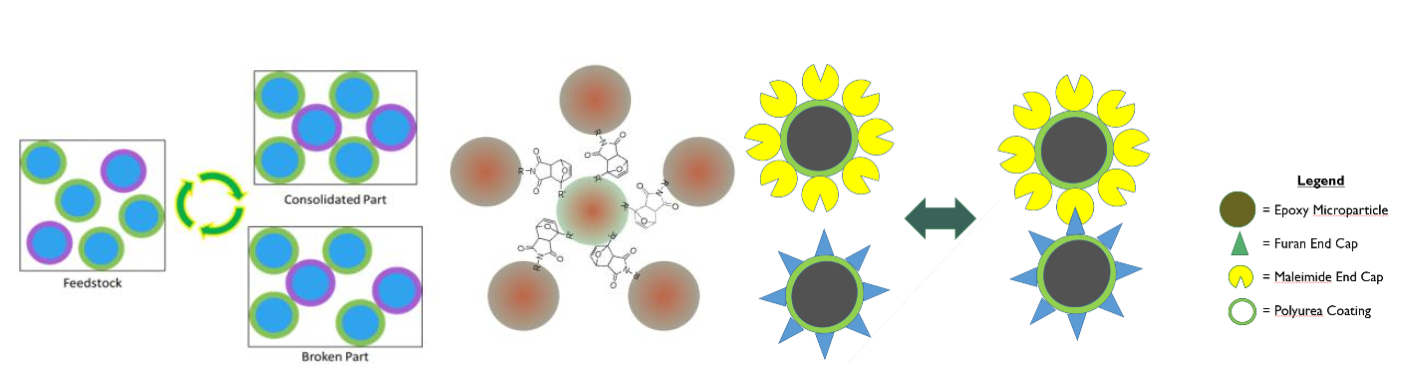 Feedstock
Consolidated Part
Broken Part
Legend
= Epoxy Microparticle
= Furan End Cap
= Maleimide End Cap
= Polyurea Coating